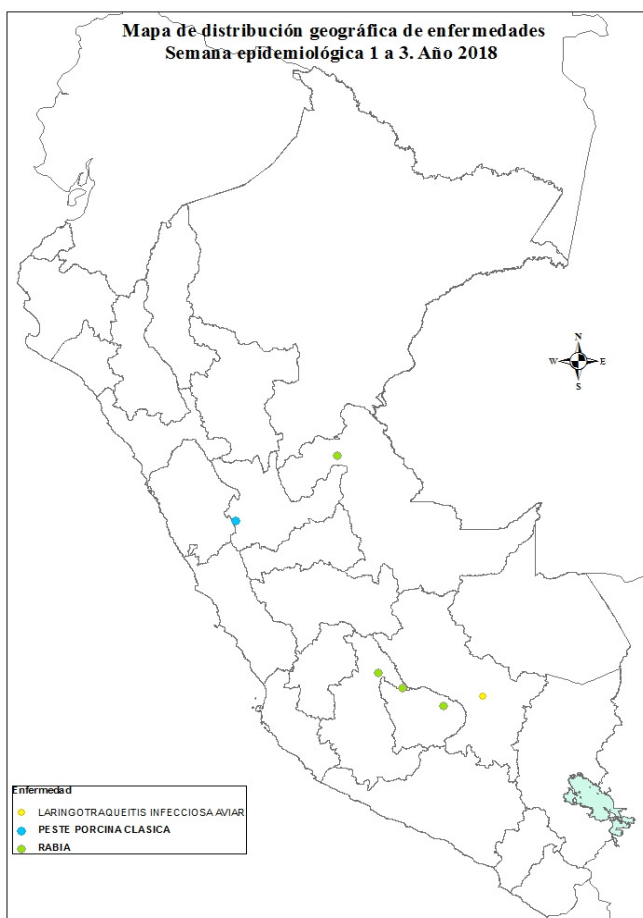 Mapa de distribución geográfica de enfermedades
Semana epidemiológica 1 a 3. Año 2018
N
W E
S
Enfermedad
LARINGOTRAQUEITIS INFECCIOSA AVIAR
PESTE PORCINA CLASICA
RABIA